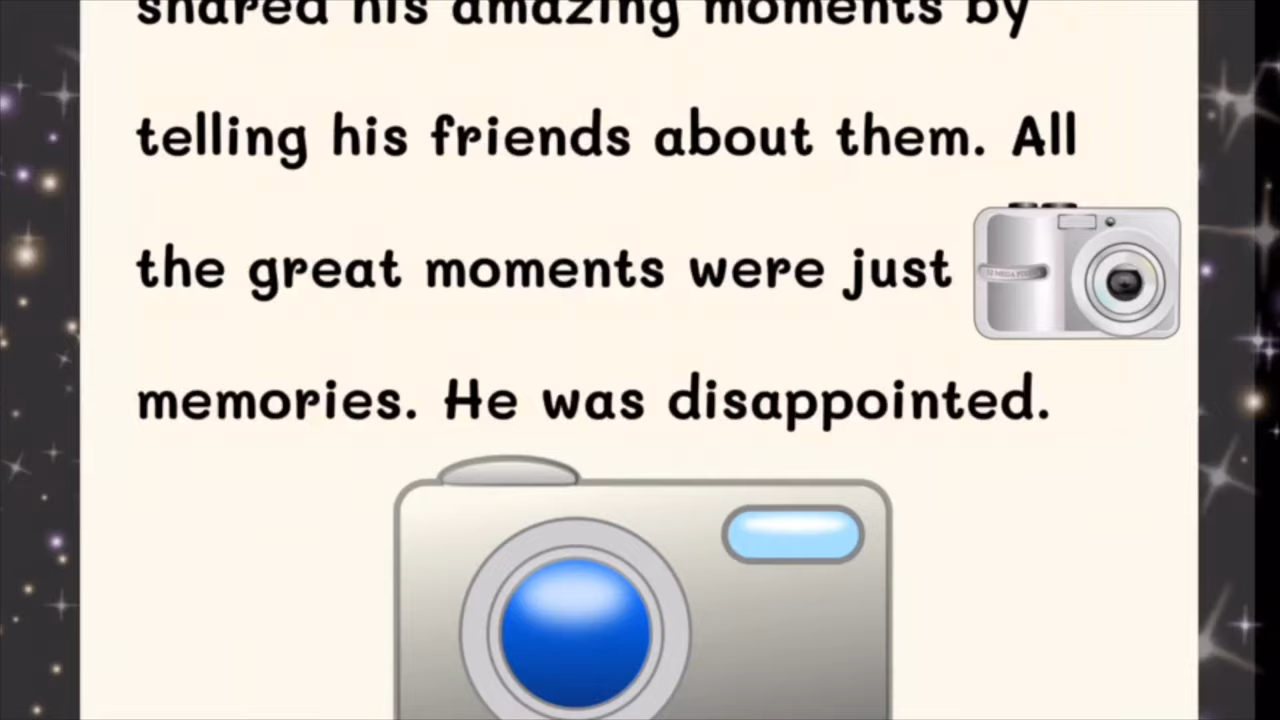 shared his amazing moments by
telling his friends about them. All
the great moments were just
memories. He was disappointed.